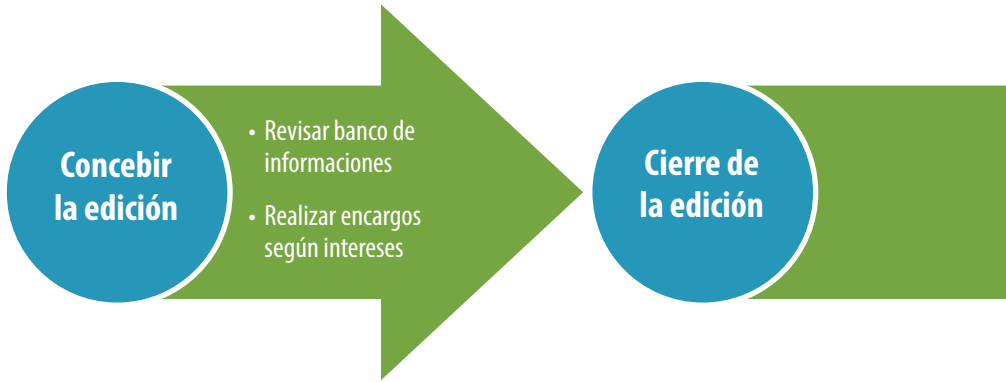 Concebir
la edición
• Revisar banco de
informaciones
• Realizar encargos
según intereses
Cierre de
la edición